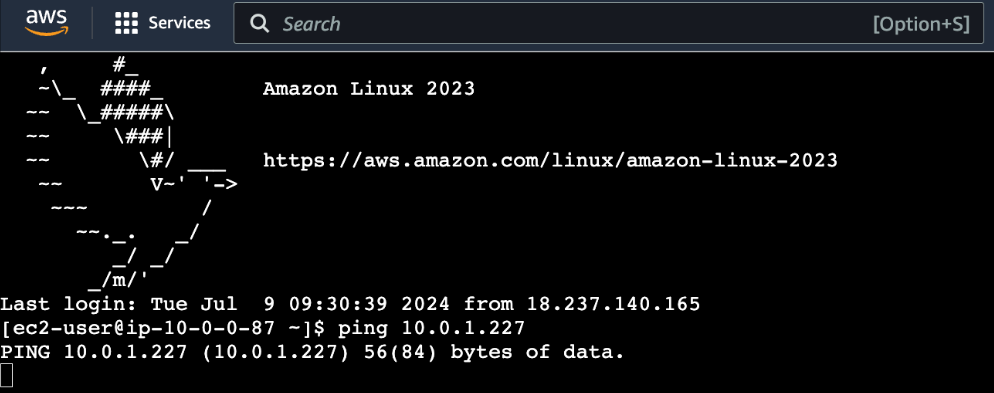 aws
Services
Search
[Option+S]
   ,     #_
   ~\_  ####_        Amazon Linux 2023
  ~~  \_#####\
  ~~     \###|
  ~~       \#/ ___   https://aws.amazon.com/linux/amazon-linux-2023
   ~~       V~' '->
    ~~~         /
      ~~._.   _/
         _/ _/
       _/m/'
Last login: Tue Jul  9 09:30:39 2024 from 18.237.140.165
[ec2-user@ip-10-0-0-87 ~]$ ping 10.0.1.227
PING 10.0.1.227 (10.0.1.227) 56(84) bytes of data.